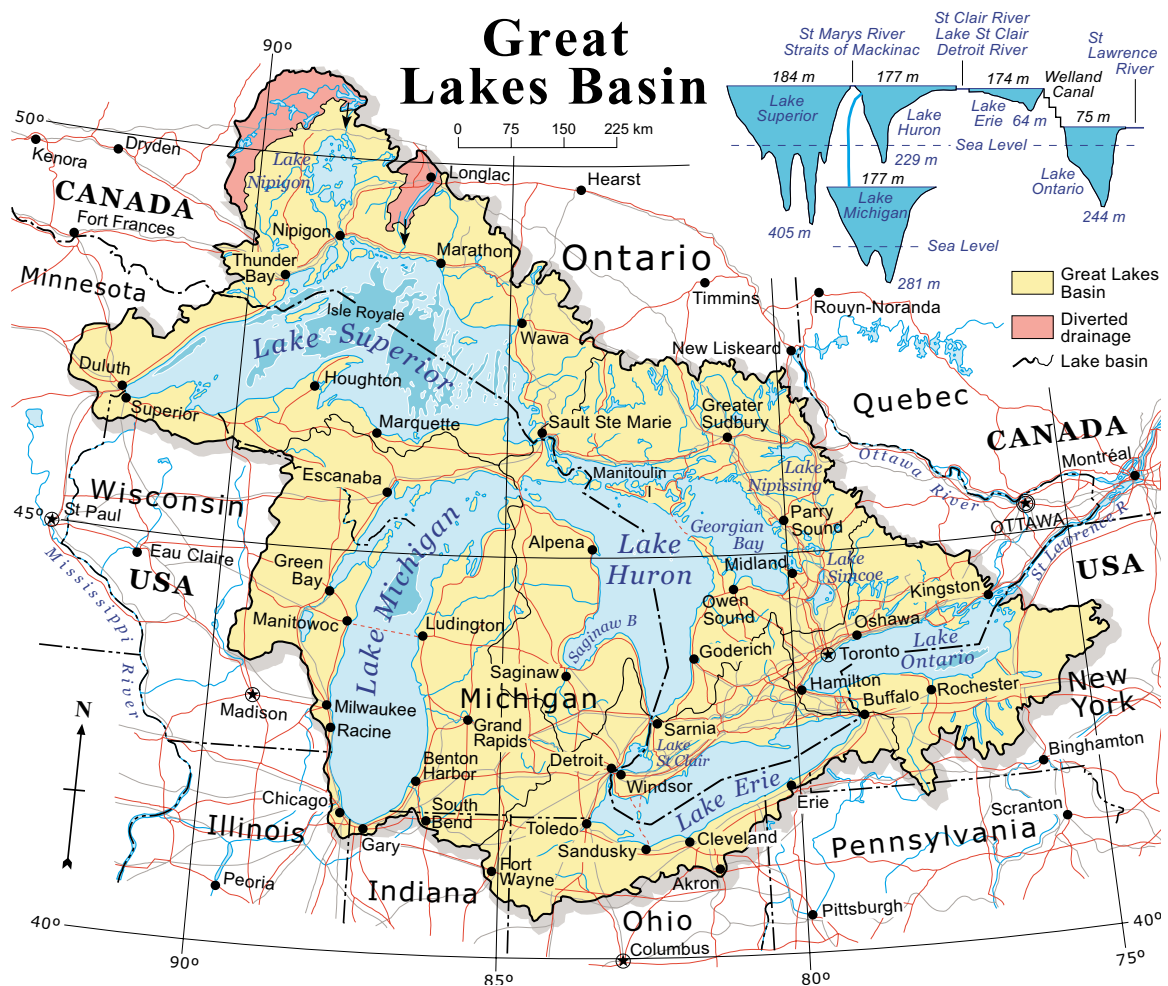 Great
Lakes Basin
0 75 150 225 km
90º
50º
St Marys River
Straits of Mackinac
St Clair River
Lake St Clair
Detroit River
St
Lawrence
River
184 m
177 m
174 m
Welland
Canal
75 m
Lake
Superior
Lake
Huron
Lake
Erie
64 m
Sea Level
229 m
177 m
Lake
Ontario
Lake
Michigan
244 m
405 m
Sea Level
281 m
Great Lakes
Basin
Diverted
drainage
Lake basin
Kenora
Dryden
CANADA
Fort Frances
Lake
Nipigon
Longlac
Hearst
Nipigon
Marathon
Thunder
Bay
Ontario
Minnesota
Timmins
Rouyn-Noranda
Isle Royale
Lake Superior
Wawa
New Liskeard
Duluth
Superior
Houghton
Marquette
Sault Ste Marie
Greater
Sudbury
Quebec
CANADA
Montréal
Ottawa River
OTTAWA
Escanaba
Manitoulin
I
Lake
Nipissing
Wisconsin
45º
St Paul
Eau Claire
USA
Mississippi River
Parry
Sound
Georgian
Bay
Alpena
Lake
Huron
Midland
Lake
Simcoe
St Lawrence R
USA
Green
Bay
Lake Michigan
Owen
Sound
Kingston
Manitowoc
Ludington
Saginaw B
Oshawa
Lake
Ontario
Toronto
Goderich
Saginaw
Michigan
Hamilton
Buffalo
Rochester
New
York
Madison
Milwaukee
Racine
Grand
Rapids
Sarnia
Lake
St Clair
N
Benton
Harbor
Detroit
Windsor
Binghamton
Lake Erie
Erie
Scranton
Chicago
South
Bend
Illinois
Gary
Toledo
Cleveland
Sandusky
Pennsylvania
Peoria
Indiana
Fort
Wayne
Akron
Ohio
Pittsburgh
Columbus
40º
40º
90º
85º
80º
75º